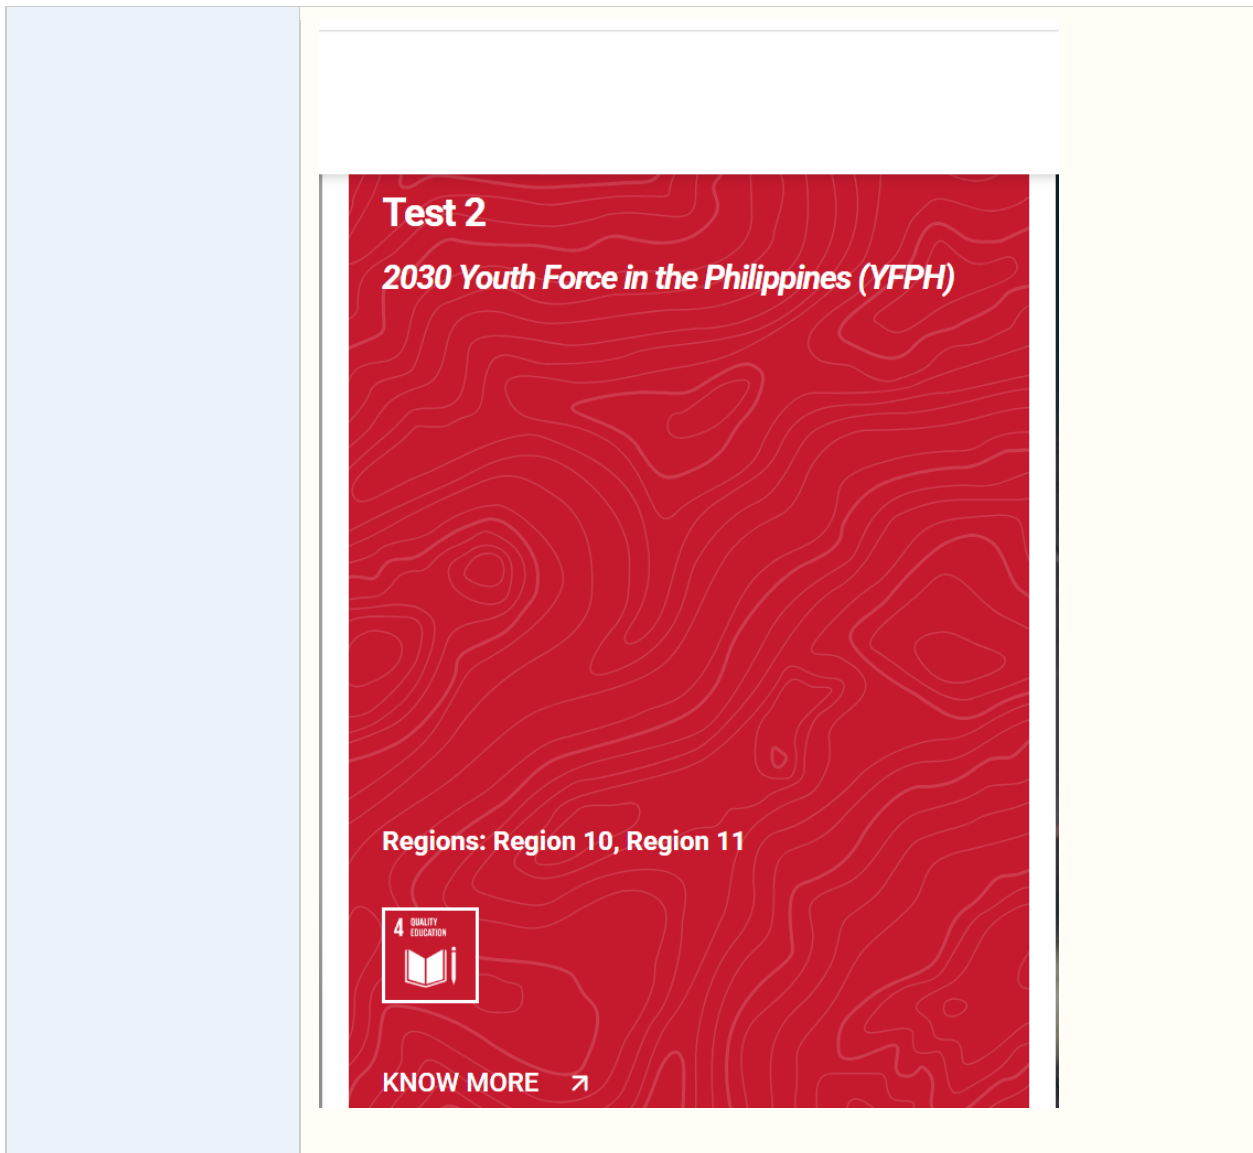 Test 2
2030 Youth Force in the Philippines (YFPH)
Regions: Region 10, Region 11
4 QUALITY
EDUCATION
KNOW MORE